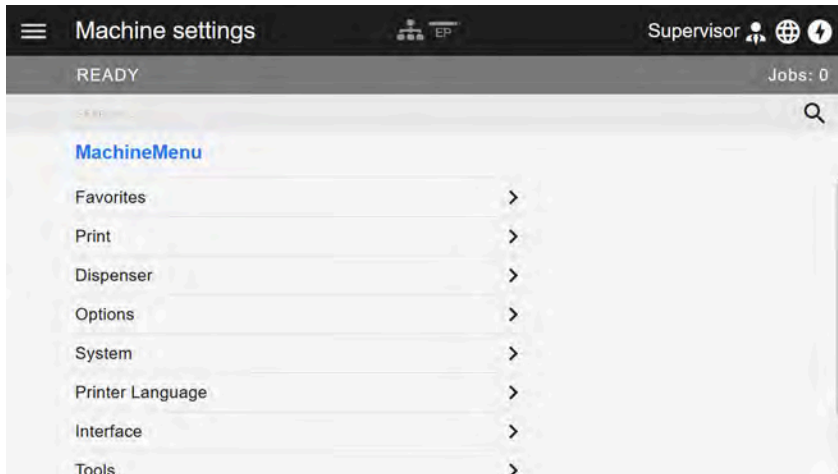 Machine settings EP Supervisor
READY Jobs: 0
MachineMenu
Favorites
Print
Dispenser
Options
System
Printer Language
Interface
Tools